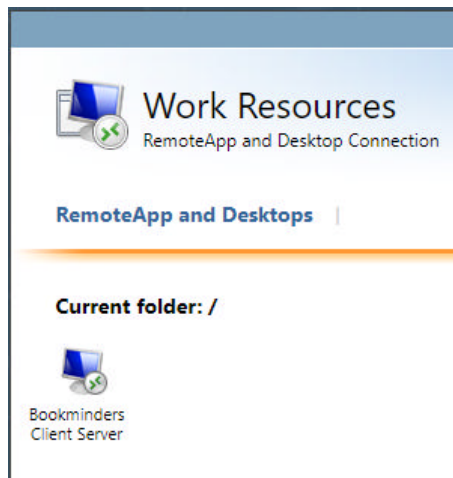 Work Resources
RemoteApp and Desktop Connection
RemoteApp and Desktops |
Current folder: /
Bookminders
Client Server